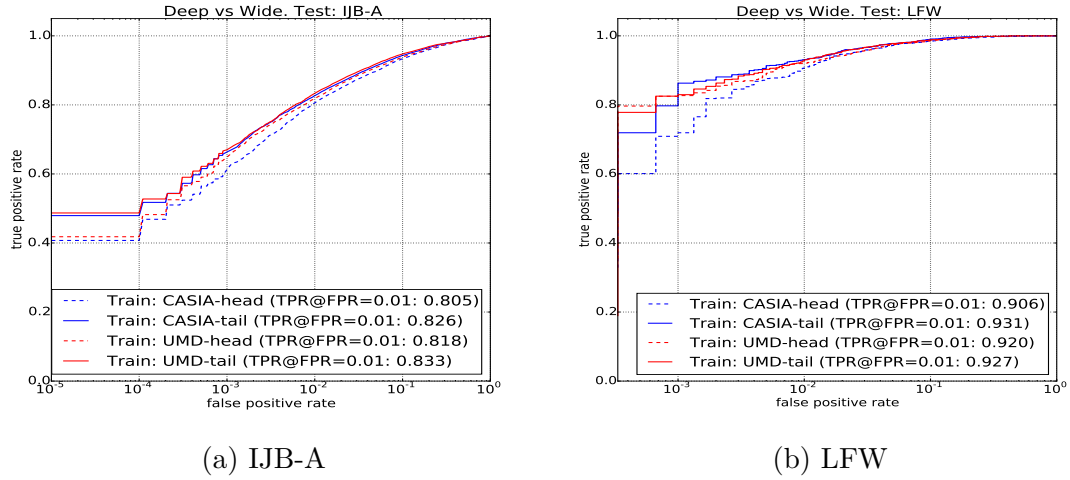 Deep vs Wide. Test: IJB-A
1.0
0.8
0.6
0.4
0.2
0.0
true positive rate
Train: CASIA-head (TPR@FPR=0.01: 0.805)
Train: CASIA-tail (TPR@FPR=0.01: 0.826)
Train: UMD-head (TPR@FPR=0.01: 0.818)
Train: UMD-tail (TPR@FPR=0.01: 0.833)
10⁻⁵ 10⁻⁴ 10⁻³ 10⁻² 10⁻¹ 10⁰
false positive rate
(a) IJB-A
Deep vs Wide. Test: LFW
1.0
0.8
0.6
0.4
0.2
0.0
true positive rate
Train: CASIA-head (TPR@FPR=0.01: 0.906)
Train: CASIA-tail (TPR@FPR=0.01: 0.931)
Train: UMD-head (TPR@FPR=0.01: 0.920)
Train: UMD-tail (TPR@FPR=0.01: 0.927)
10⁻³ 10⁻² 10⁻¹ 10⁰
false positive rate
(b) LFW